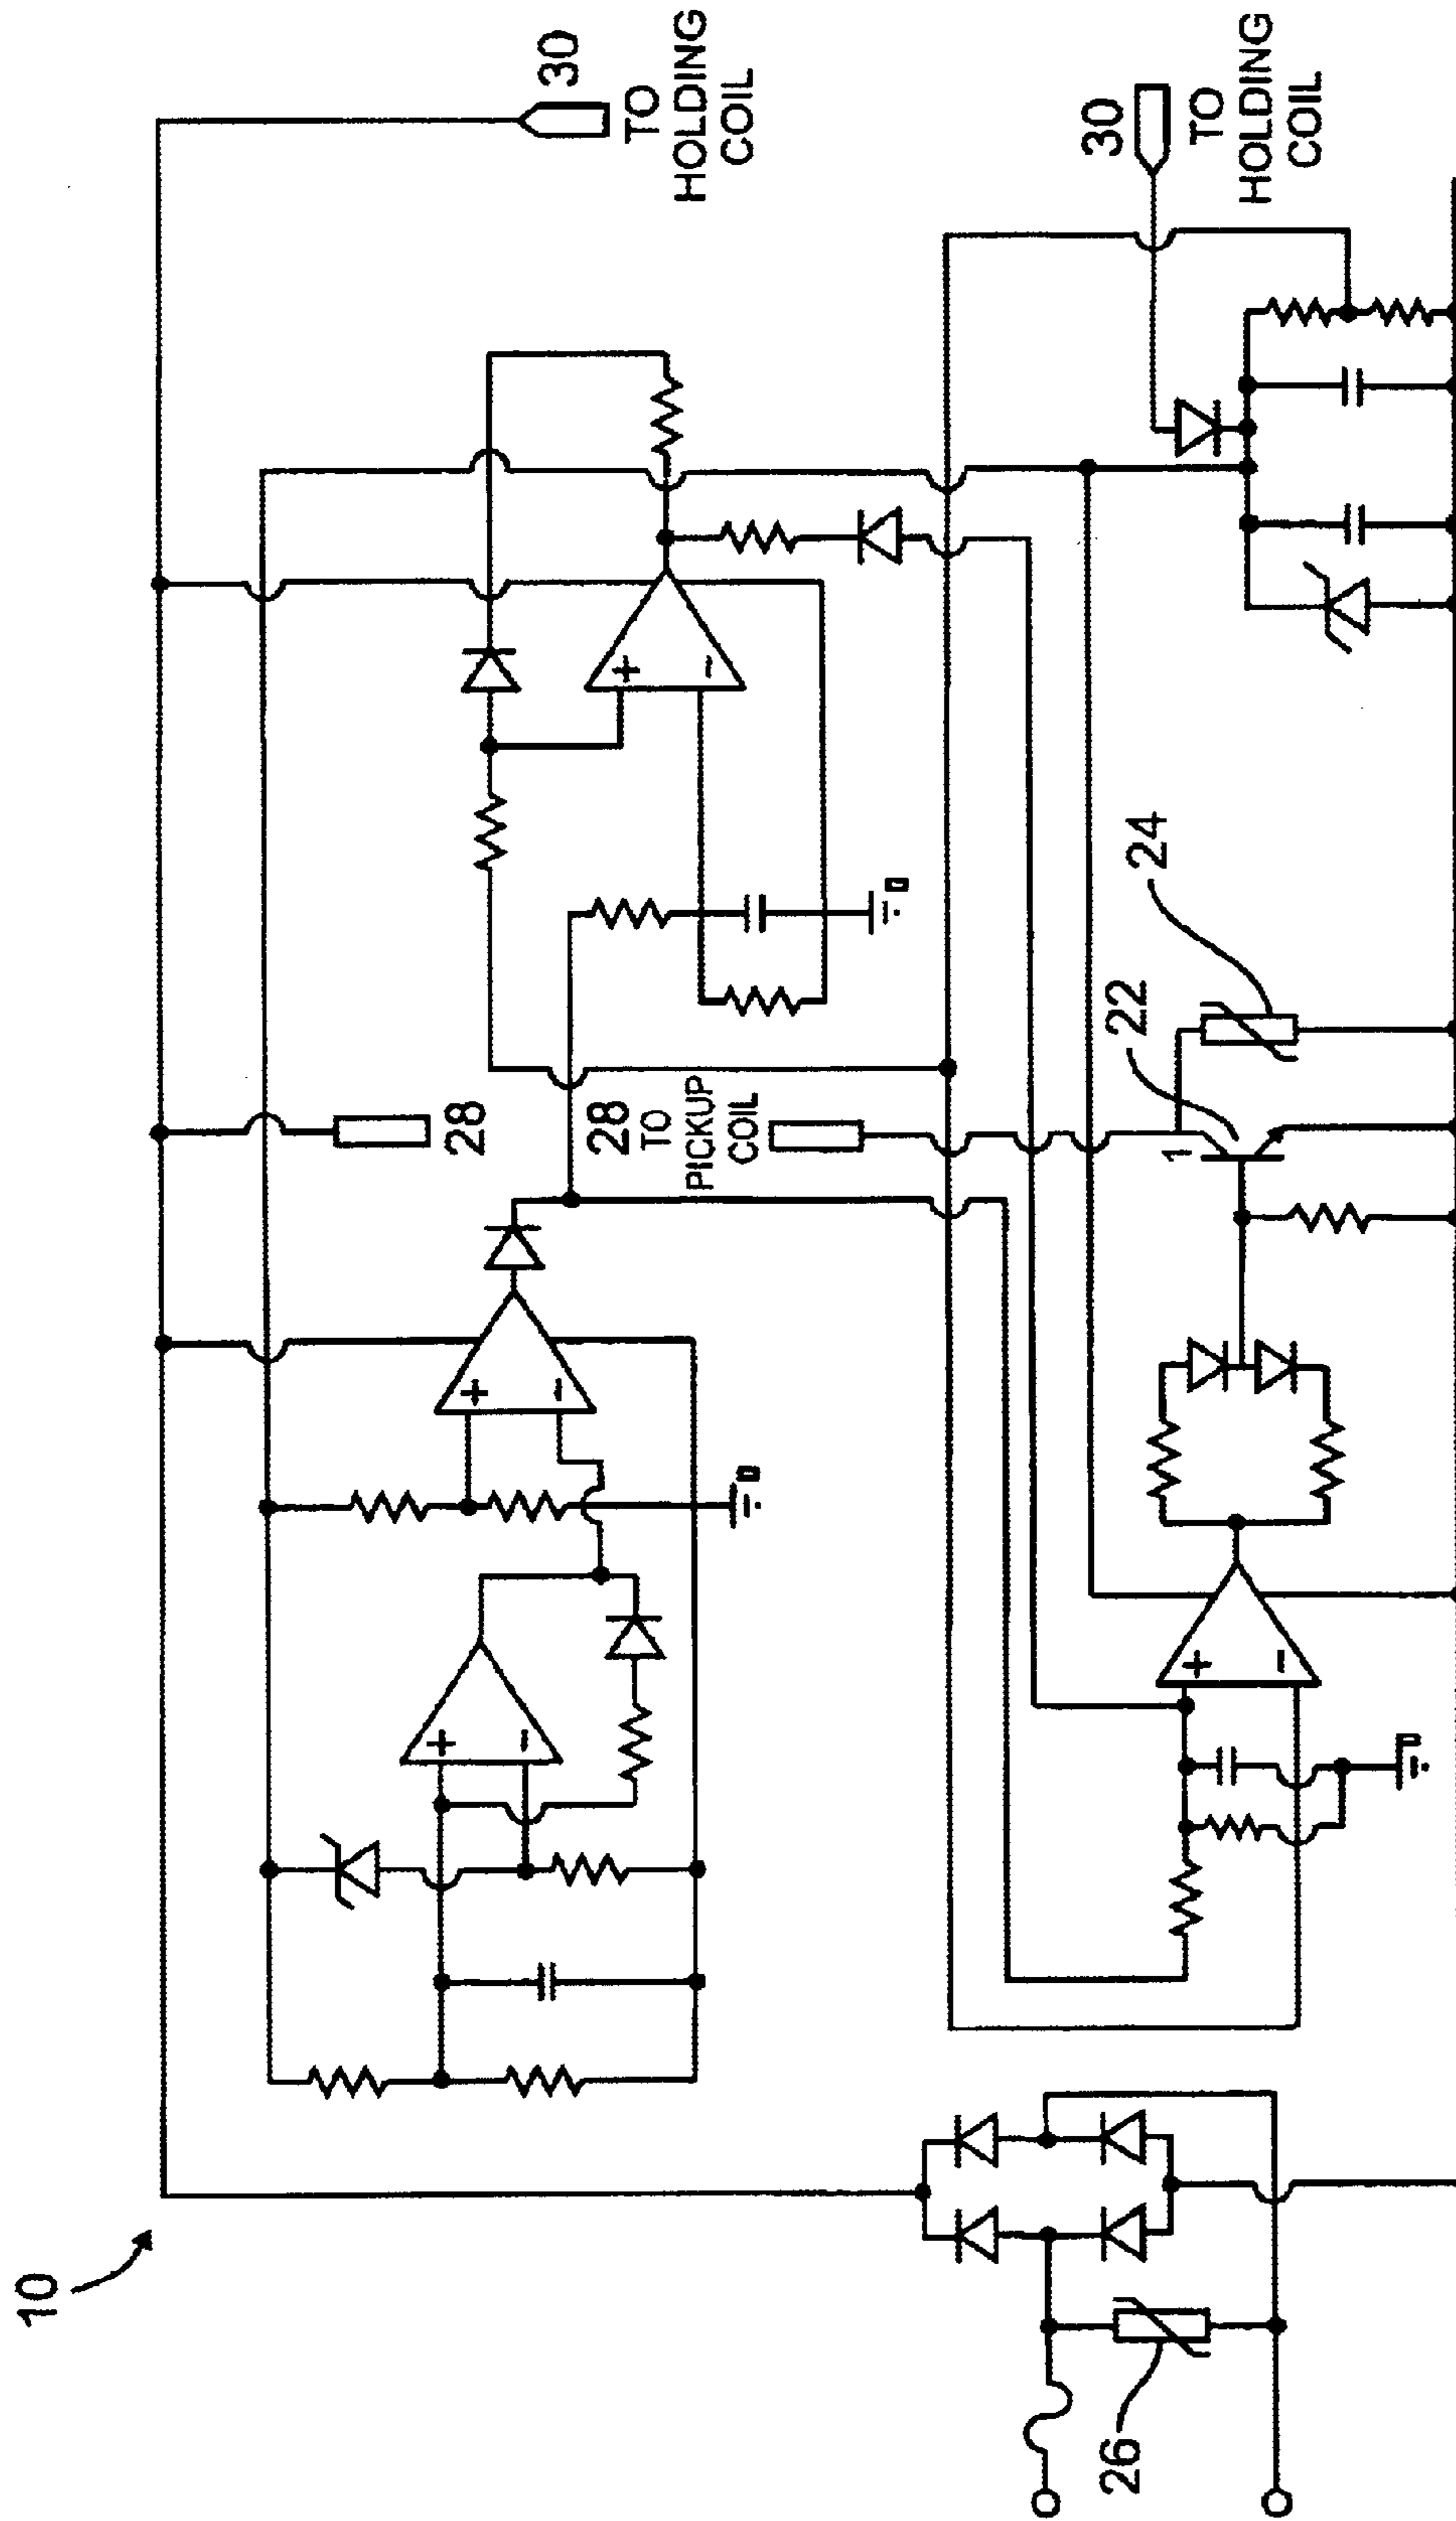 10
28
28
TO
PICKUP
COIL
30
TO
HOLDING
COIL
+
−
+
−
+
−
26
+
−
1
22
24
30
TO
HOLDING
COIL